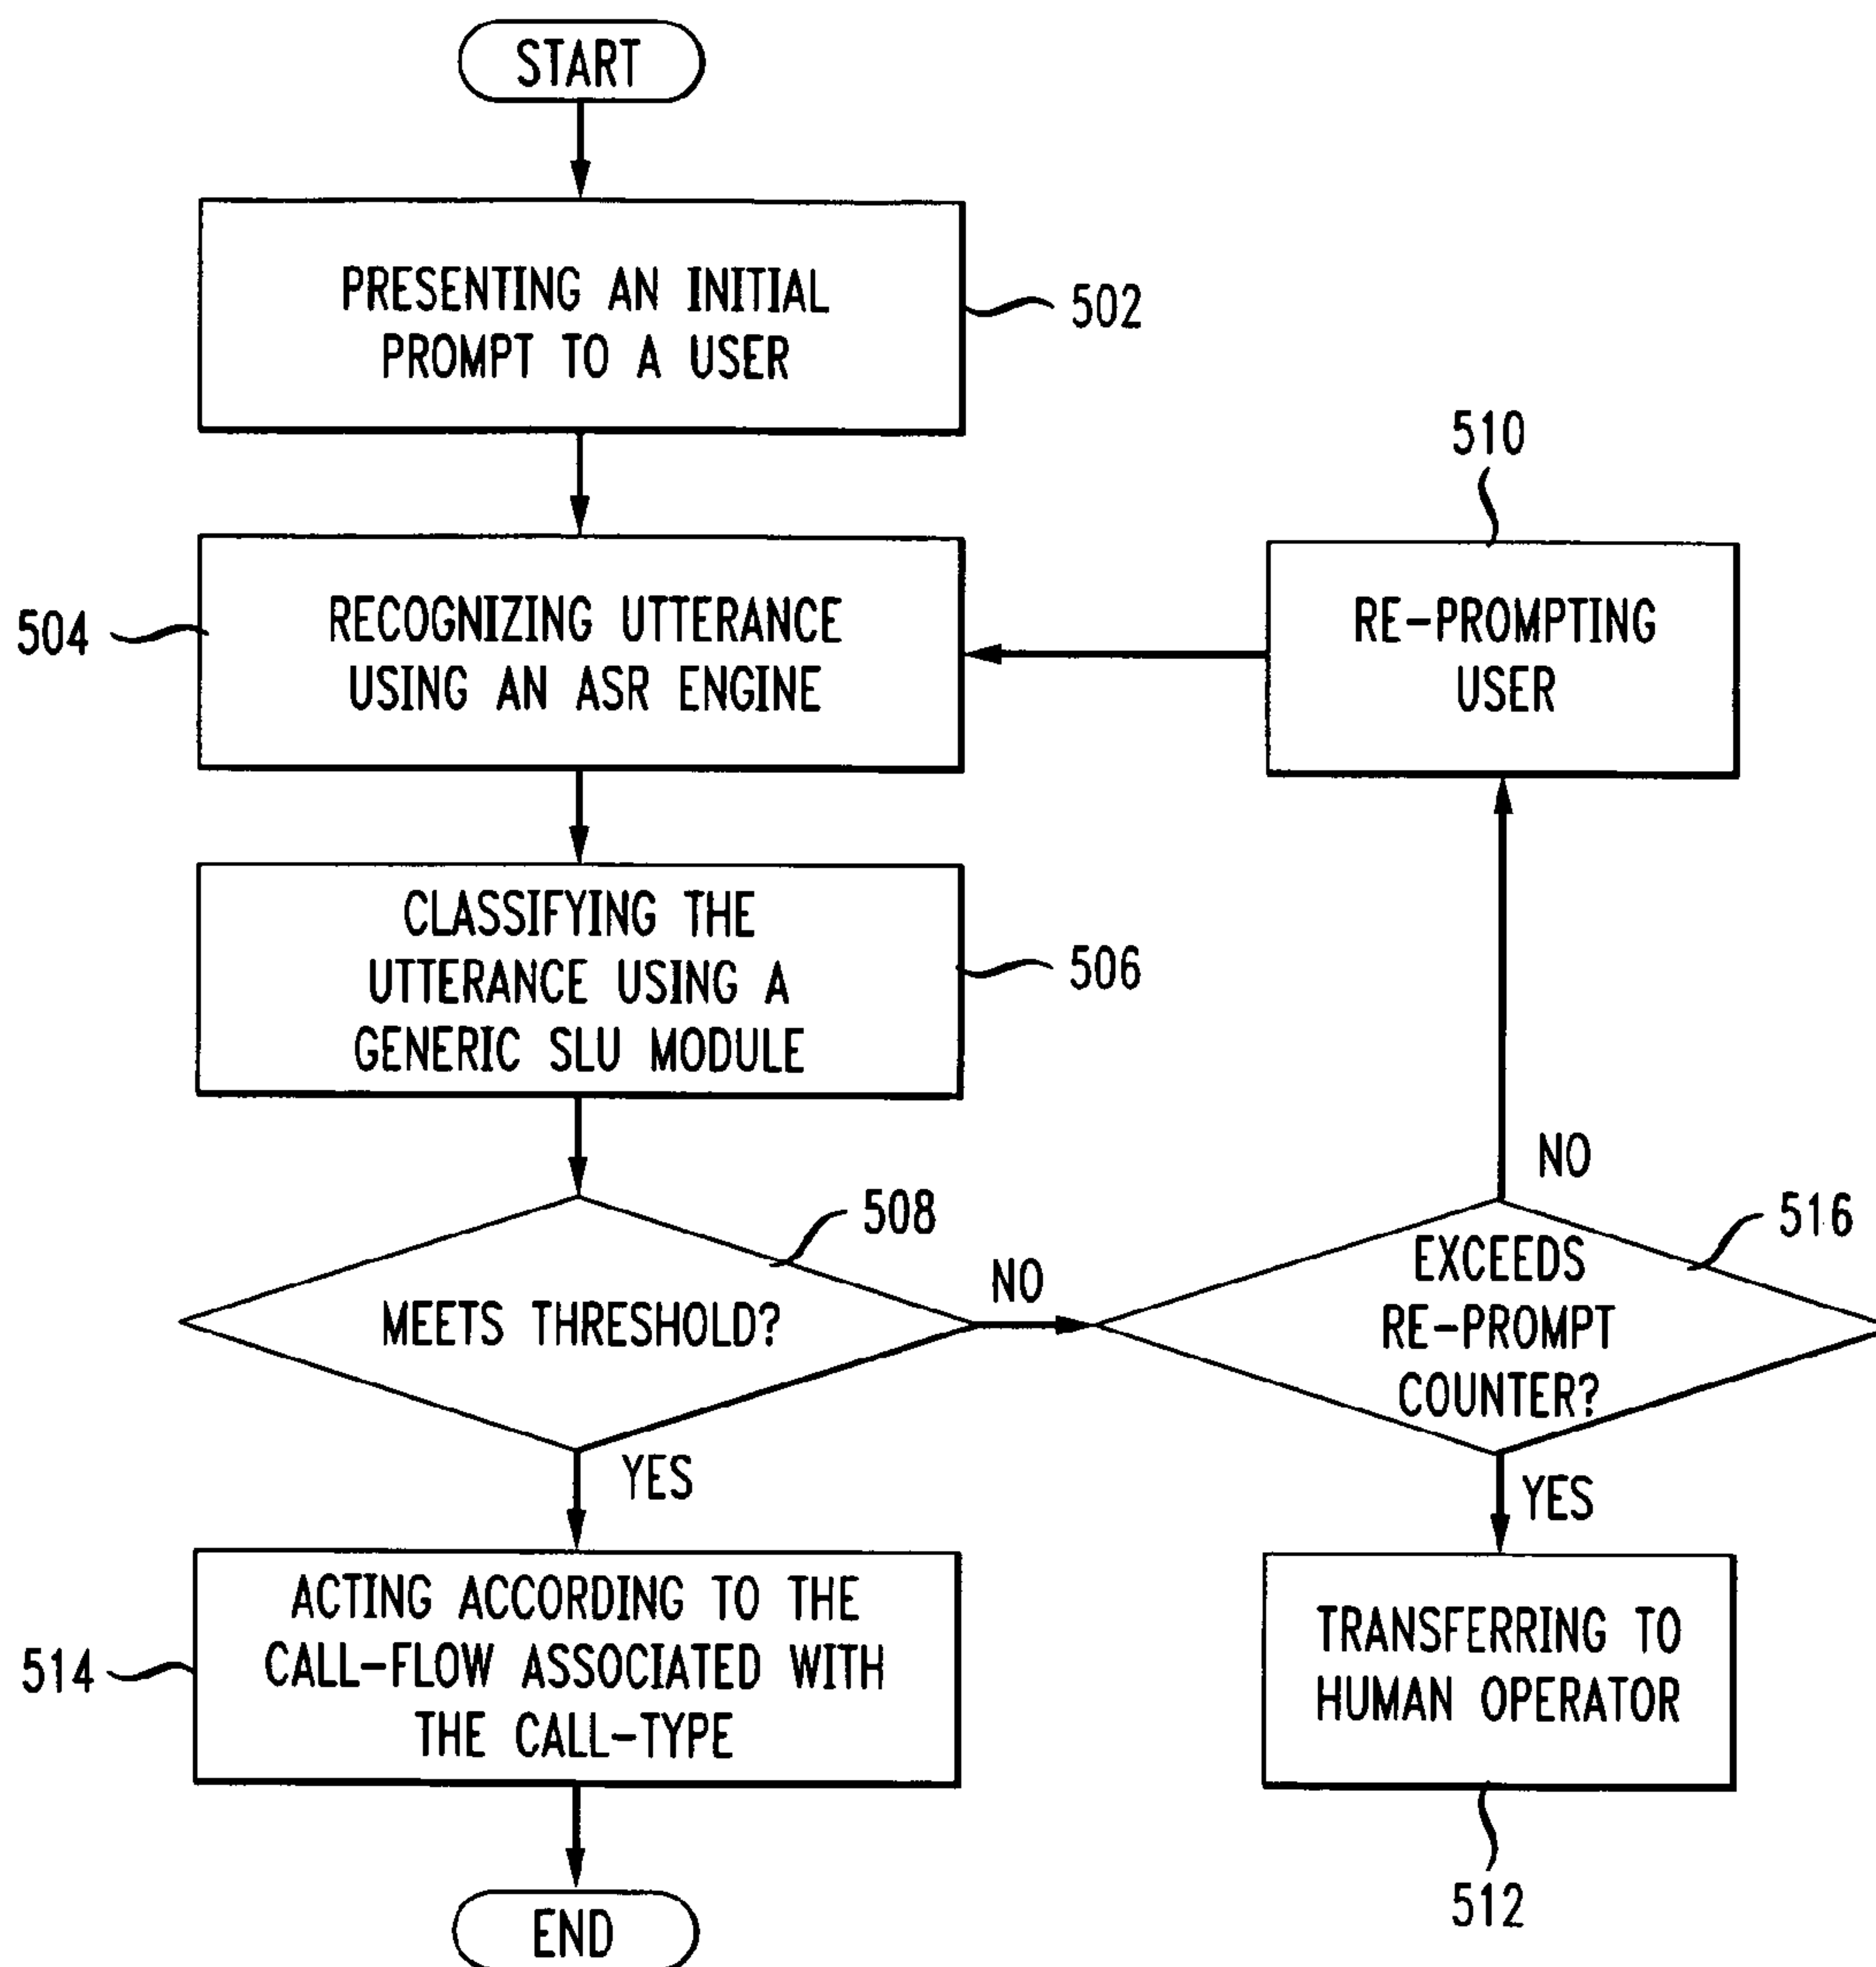 START
PRESENTING AN INITIAL
PROMPT TO A USER
502
510
504
RECOGNIZING UTTERANCE
USING AN ASR ENGINE
RE-PROMPTING
USER
CLASSIFYING THE
UTTERANCE USING A
GENERIC SLU MODULE
506
508
MEETS THRESHOLD?
NO
NO
516
EXCEEDS
RE-PROMPT
COUNTER?
YES
YES
514
ACTING ACCORDING TO THE
CALL-FLOW ASSOCIATED WITH
THE CALL-TYPE
TRANSFERRING TO
HUMAN OPERATOR
512
END